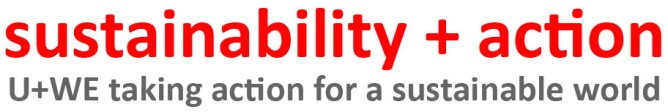 sustainability + action
U+WE taking action for a sustainable world